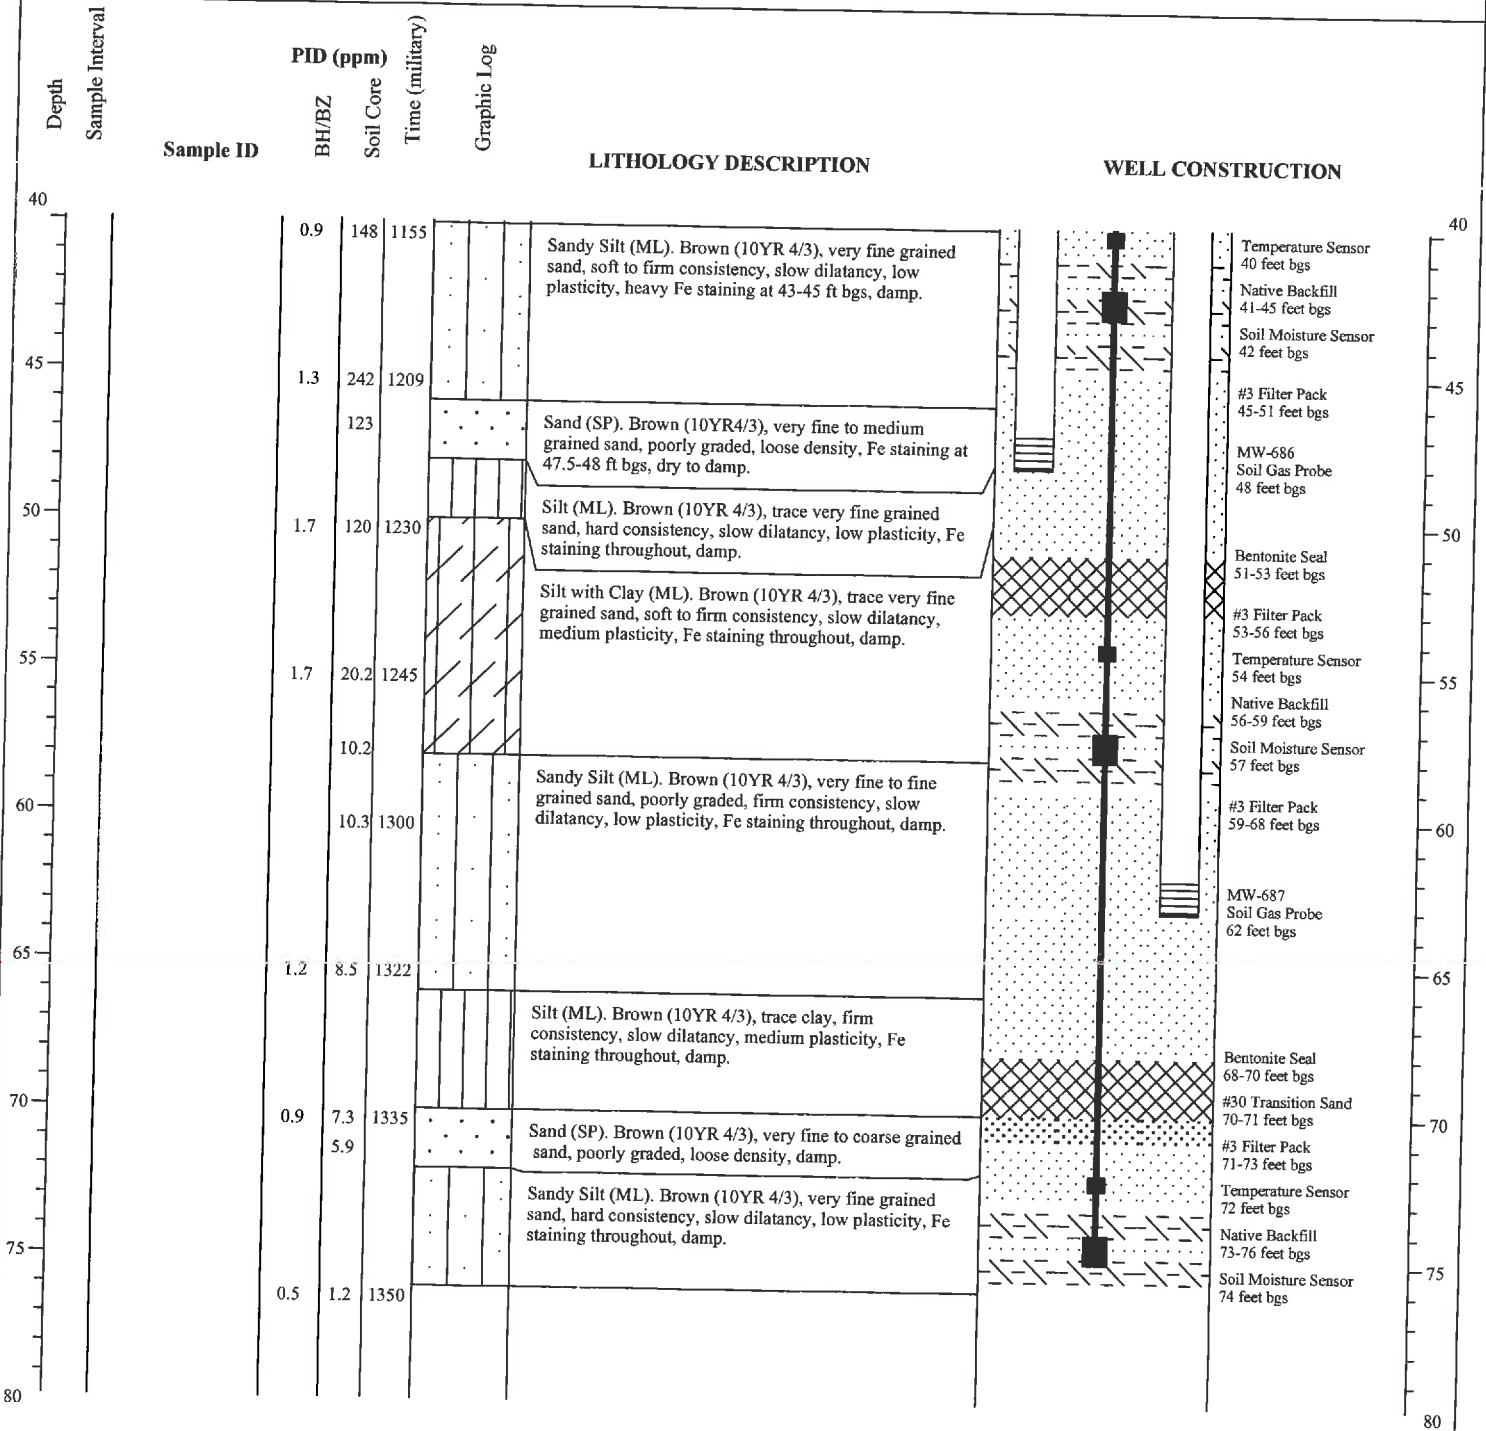 Depth
Sample Interval
Sample ID
PID (ppm)
BH/BZ
Soil Core
Time (military)
Graphic Log
LITHOLOGY DESCRIPTION
WELL CONSTRUCTION
40
0.9 148 1155
Sandy Silt (ML). Brown (10YR 4/3), very fine grained
sand, soft to firm consistency, slow dilatancy, low
plasticity, heavy Fe staining at 43-45 ft bgs, damp.
45
1.3 242 1209
123
Sand (SP). Brown (10YR4/3), very fine to medium
grained sand, poorly graded, loose density, Fe staining at
47.5-48 ft bgs, dry to damp.
50
1.7 120 1230
Silt (ML). Brown (10YR 4/3), trace very fine grained
sand, hard consistency, slow dilatancy, low plasticity, Fe
staining throughout, damp.
Silt with Clay (ML). Brown (10YR 4/3), trace very fine
grained sand, soft to firm consistency, slow dilatancy,
medium plasticity, Fe staining throughout, damp.
55
1.7 20.2 1245
10.2
Sandy Silt (ML). Brown (10YR 4/3), very fine to fine
grained sand, poorly graded, firm consistency, slow
dilatancy, low plasticity, Fe staining throughout, damp.
60
10.3 1300
65
1.2 8.5 1322
Silt (ML). Brown (10YR 4/3), trace clay, firm
consistency, slow dilatancy, medium plasticity, Fe
staining throughout, damp.
70
0.9 7.3 1335
5.9
Sand (SP). Brown (10YR 4/3), very fine to coarse grained
sand, poorly graded, loose density, damp.
Sandy Silt (ML). Brown (10YR 4/3), very fine grained
sand, hard consistency, slow dilatancy, low plasticity, Fe
staining throughout, damp.
75
0.5 1.2 1350
80
Temperature Sensor
40 feet bgs
Native Backfill
41-45 feet bgs
Soil Moisture Sensor
42 feet bgs
#3 Filter Pack
45-51 feet bgs
MW-686
Soil Gas Probe
48 feet bgs
Bentonite Seal
51-53 feet bgs
#3 Filter Pack
53-56 feet bgs
Temperature Sensor
54 feet bgs
Native Backfill
56-59 feet bgs
Soil Moisture Sensor
57 feet bgs
#3 Filter Pack
59-68 feet bgs
MW-687
Soil Gas Probe
62 feet bgs
Bentonite Seal
68-70 feet bgs
#30 Transition Sand
70-71 feet bgs
#3 Filter Pack
71-73 feet bgs
Temperature Sensor
72 feet bgs
Native Backfill
73-76 feet bgs
Soil Moisture Sensor
74 feet bgs
40
45
50
55
60
65
70
75
80